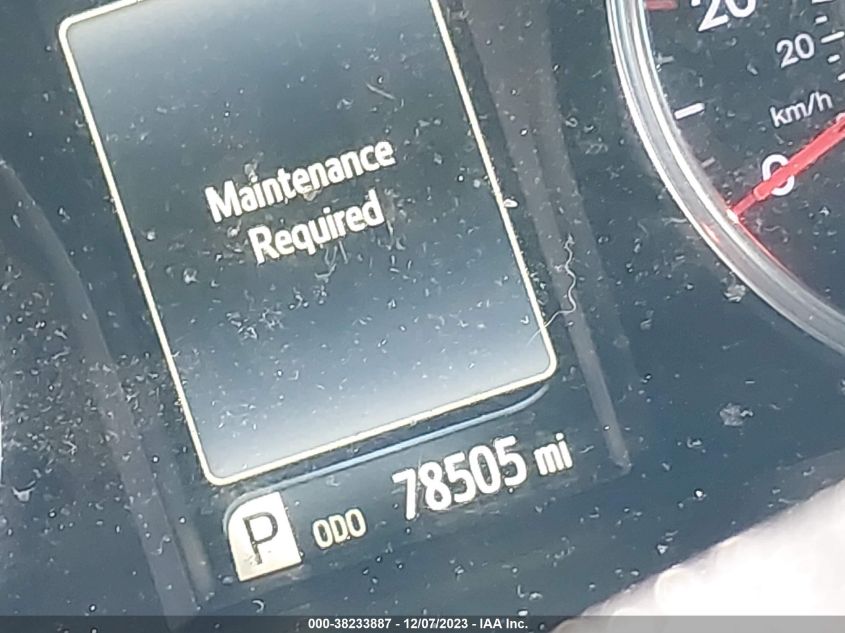 20
20
km/h
0
Maintenance
Required
P ODO 78505 mi
000-38233887 - 12/07/2023 - IAA Inc.